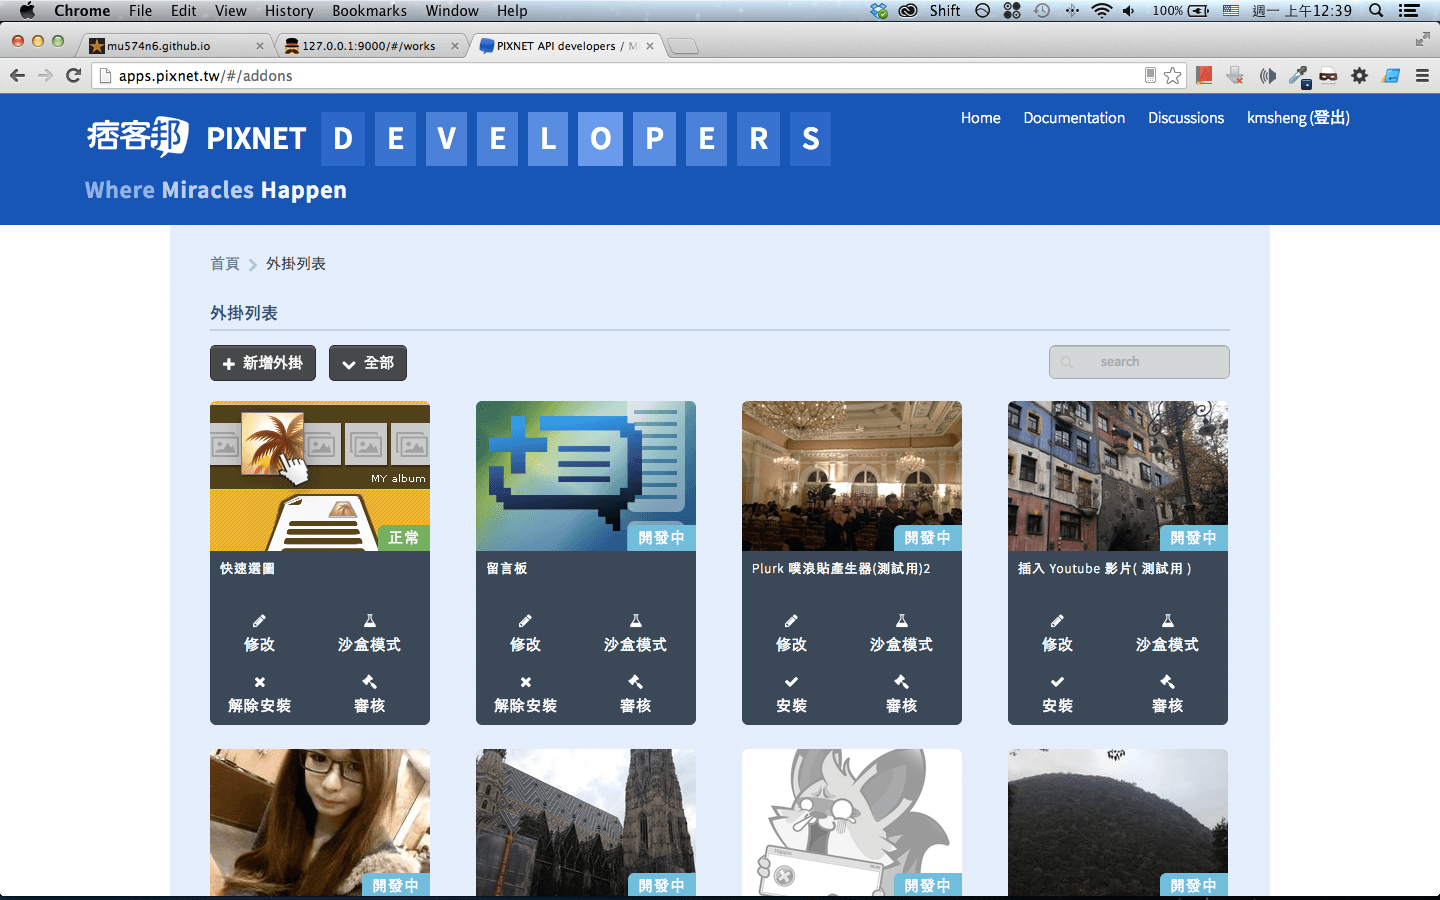 Chrome File Edit View History Bookmarks Window Help Shift 100% 週一 上午12:39
mu574n6.github.io 127.0.0.1:9000/#/works PIXNET API developers / M
apps.pixnet.tw/#/addons
痞客邦 PIXNET DEVELOPERS
Home Documentation Discussions kmsheng (登出)
Where Miracles Happen
首頁 外掛列表
外掛列表
新增外掛 全部 search
MY album
正常 開發中 開發中 開發中
快速選圖 留言板 Plurk 噗浪貼產生器(測試用)2 插入 Youtube 影片( 測試用 )
修改 沙盒模式 修改 沙盒模式 修改 沙盒模式 修改 沙盒模式
解除安裝 審核 解除安裝 審核 安裝 審核 安裝 審核
開發中 開發中 開發中 開發中